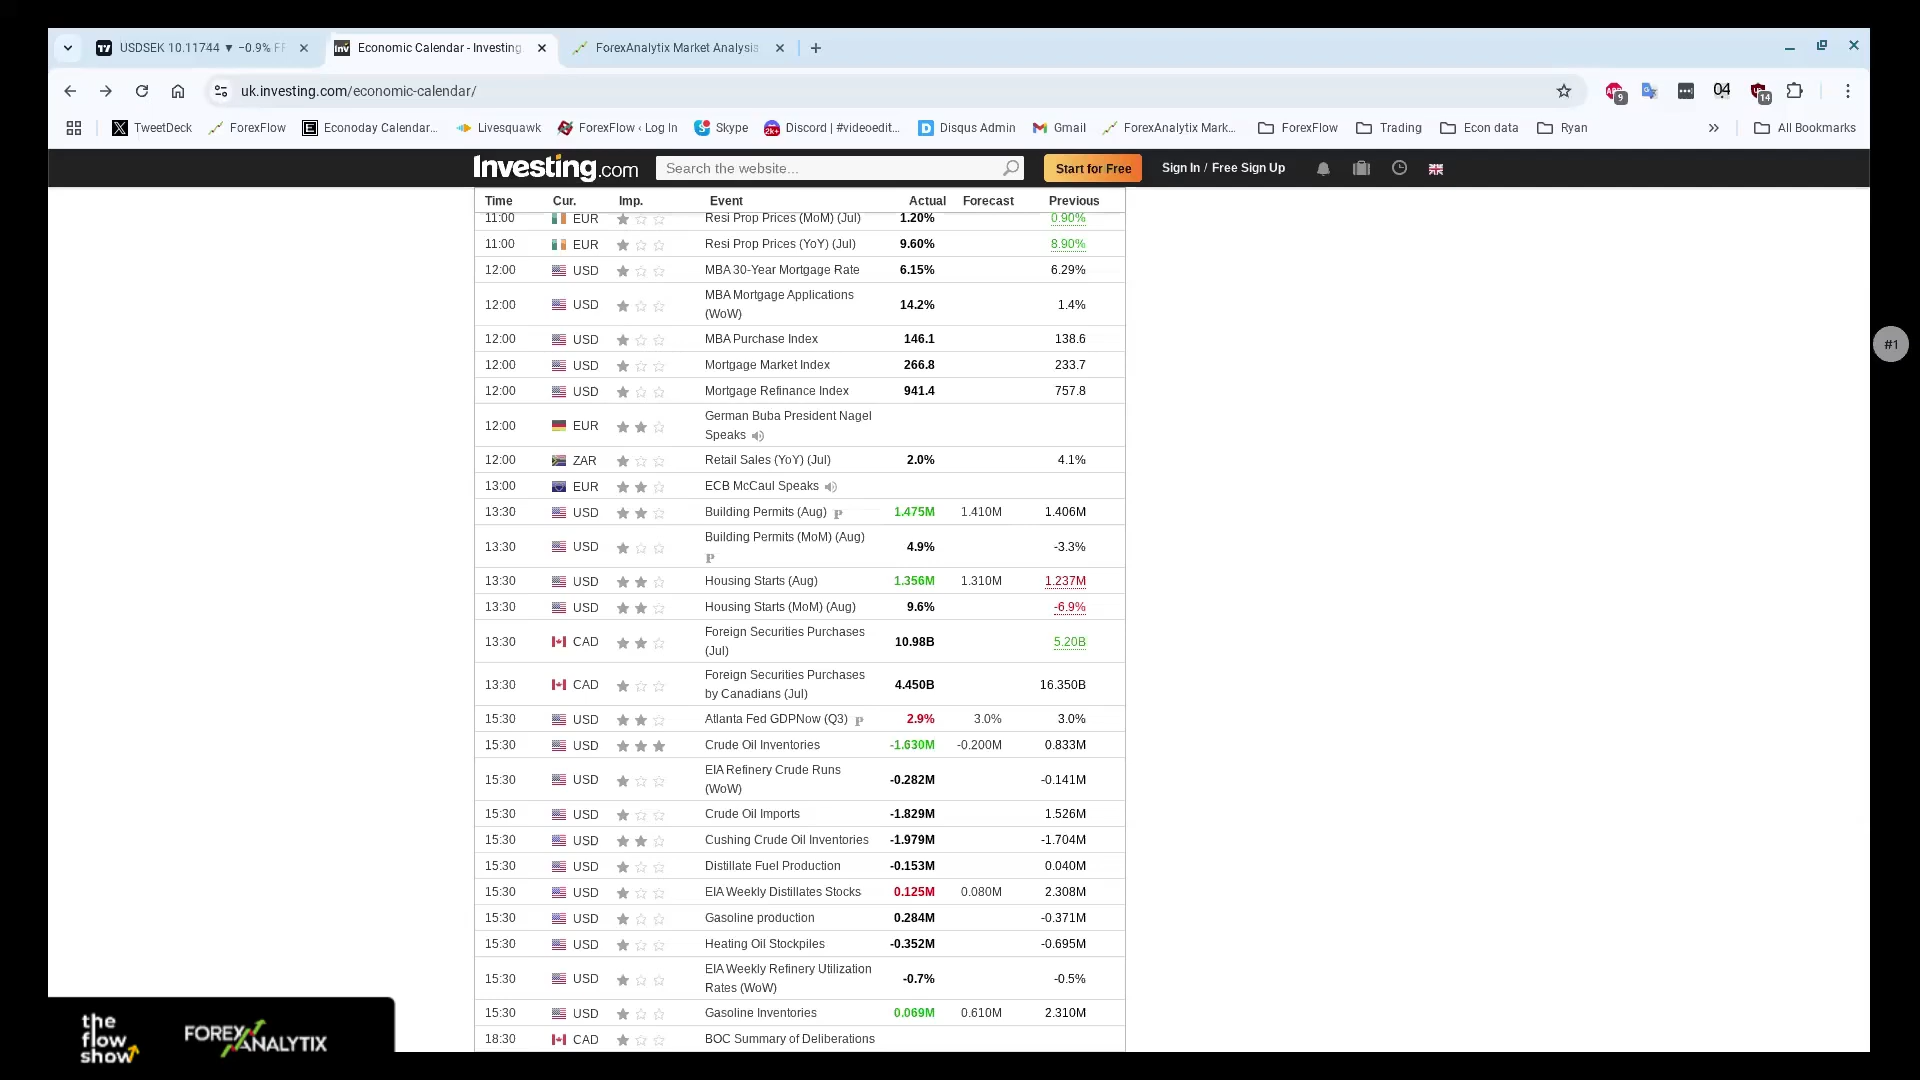 USDSEK 10.11744 ▼ −0.9%
Economic Calendar - Investing
ForexAnalytix Market Analysis
uk.investing.com/economic-calendar/
9
04
14
TweetDeck ForexFlow Econoday Calendar... Livesquawk ForexFlow ‹ Log In Skype Discord | #videoedit... Disqus Admin Gmail ForexAnalytix Mark... ForexFlow Trading Econ data Ryan All Bookmarks
Investing.com Search the website... Start for Free Sign In / Free Sign Up
Time Cur. Imp. Event Actual Forecast Previous
11:00 EUR Resi Prop Prices (MoM) (Jul) 1.20% 0.90%
11:00 EUR Resi Prop Prices (YoY) (Jul) 9.60% 8.90%
12:00 USD MBA 30-Year Mortgage Rate 6.15% 6.29%
12:00 USD MBA Mortgage Applications
(WoW) 14.2% 1.4%
12:00 USD MBA Purchase Index 146.1 138.6
12:00 USD Mortgage Market Index 266.8 233.7
12:00 USD Mortgage Refinance Index 941.4 757.8
12:00 EUR German Buba President Nagel
Speaks
12:00 ZAR Retail Sales (YoY) (Jul) 2.0% 4.1%
13:00 EUR ECB McCaul Speaks
13:30 USD Building Permits (Aug) P 1.475M 1.410M 1.406M
13:30 USD Building Permits (MoM) (Aug)
P 4.9% -3.3%
13:30 USD Housing Starts (Aug) 1.356M 1.310M 1.237M
13:30 USD Housing Starts (MoM) (Aug) 9.6% -6.9%
13:30 CAD Foreign Securities Purchases
(Jul) 10.98B 5.20B
13:30 CAD Foreign Securities Purchases
by Canadians (Jul) 4.450B 16.350B
15:30 USD Atlanta Fed GDPNow (Q3) P 2.9% 3.0% 3.0%
15:30 USD Crude Oil Inventories -1.630M -0.200M 0.833M
15:30 USD EIA Refinery Crude Runs
(WoW) -0.282M -0.141M
15:30 USD Crude Oil Imports -1.829M 1.526M
15:30 USD Cushing Crude Oil Inventories -1.979M -1.704M
15:30 USD Distillate Fuel Production -0.153M 0.040M
15:30 USD EIA Weekly Distillates Stocks 0.125M 0.080M 2.308M
15:30 USD Gasoline production 0.284M -0.371M
15:30 USD Heating Oil Stockpiles -0.352M -0.695M
15:30 USD EIA Weekly Refinery Utilization
Rates (WoW) -0.7% -0.5%
15:30 USD Gasoline Inventories 0.069M 0.610M 2.310M
18:30 CAD BOC Summary of Deliberations
#1
the
flow
show
FOREX ANALYTIX